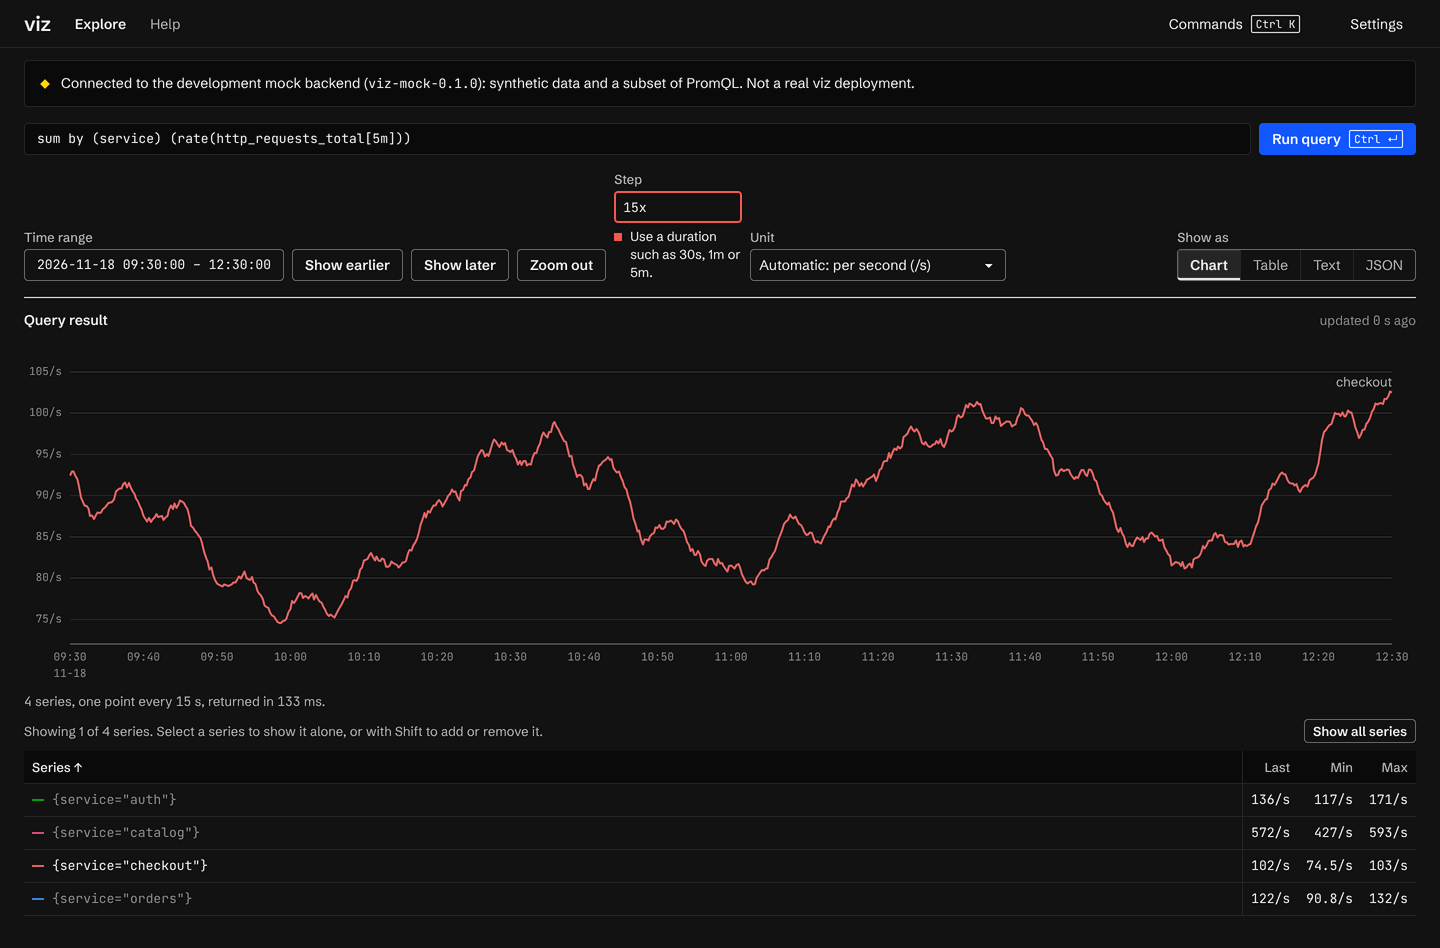 viz Explore Help Commands Ctrl K Settings
Connected to the development mock backend (viz-mock-0.1.0): synthetic data and a subset of PromQL. Not a real viz deployment.
sum by (service) (rate(http_requests_total[5m])) Run query Ctrl ↵
Step
15x
Time range Use a duration Unit Show as
such as 30s, 1m or
5m.
2026-11-18 09:30:00 – 12:30:00 Show earlier Show later Zoom out Automatic: per second (/s) Chart Table Text JSON
Query result updated 0 s ago
105/s
checkout
100/s
95/s
90/s
85/s
80/s
75/s
09:30 09:40 09:50 10:00 10:10 10:20 10:30 10:40 10:50 11:00 11:10 11:20 11:30 11:40 11:50 12:00 12:10 12:20 12:30
11-18
4 series, one point every 15 s, returned in 133 ms.
Showing 1 of 4 series. Select a series to show it alone, or with Shift to add or remove it. Show all series
Series ↑ Last Min Max
{service="auth"} 136/s 117/s 171/s
{service="catalog"} 572/s 427/s 593/s
{service="checkout"} 102/s 74.5/s 103/s
{service="orders"} 122/s 90.8/s 132/s